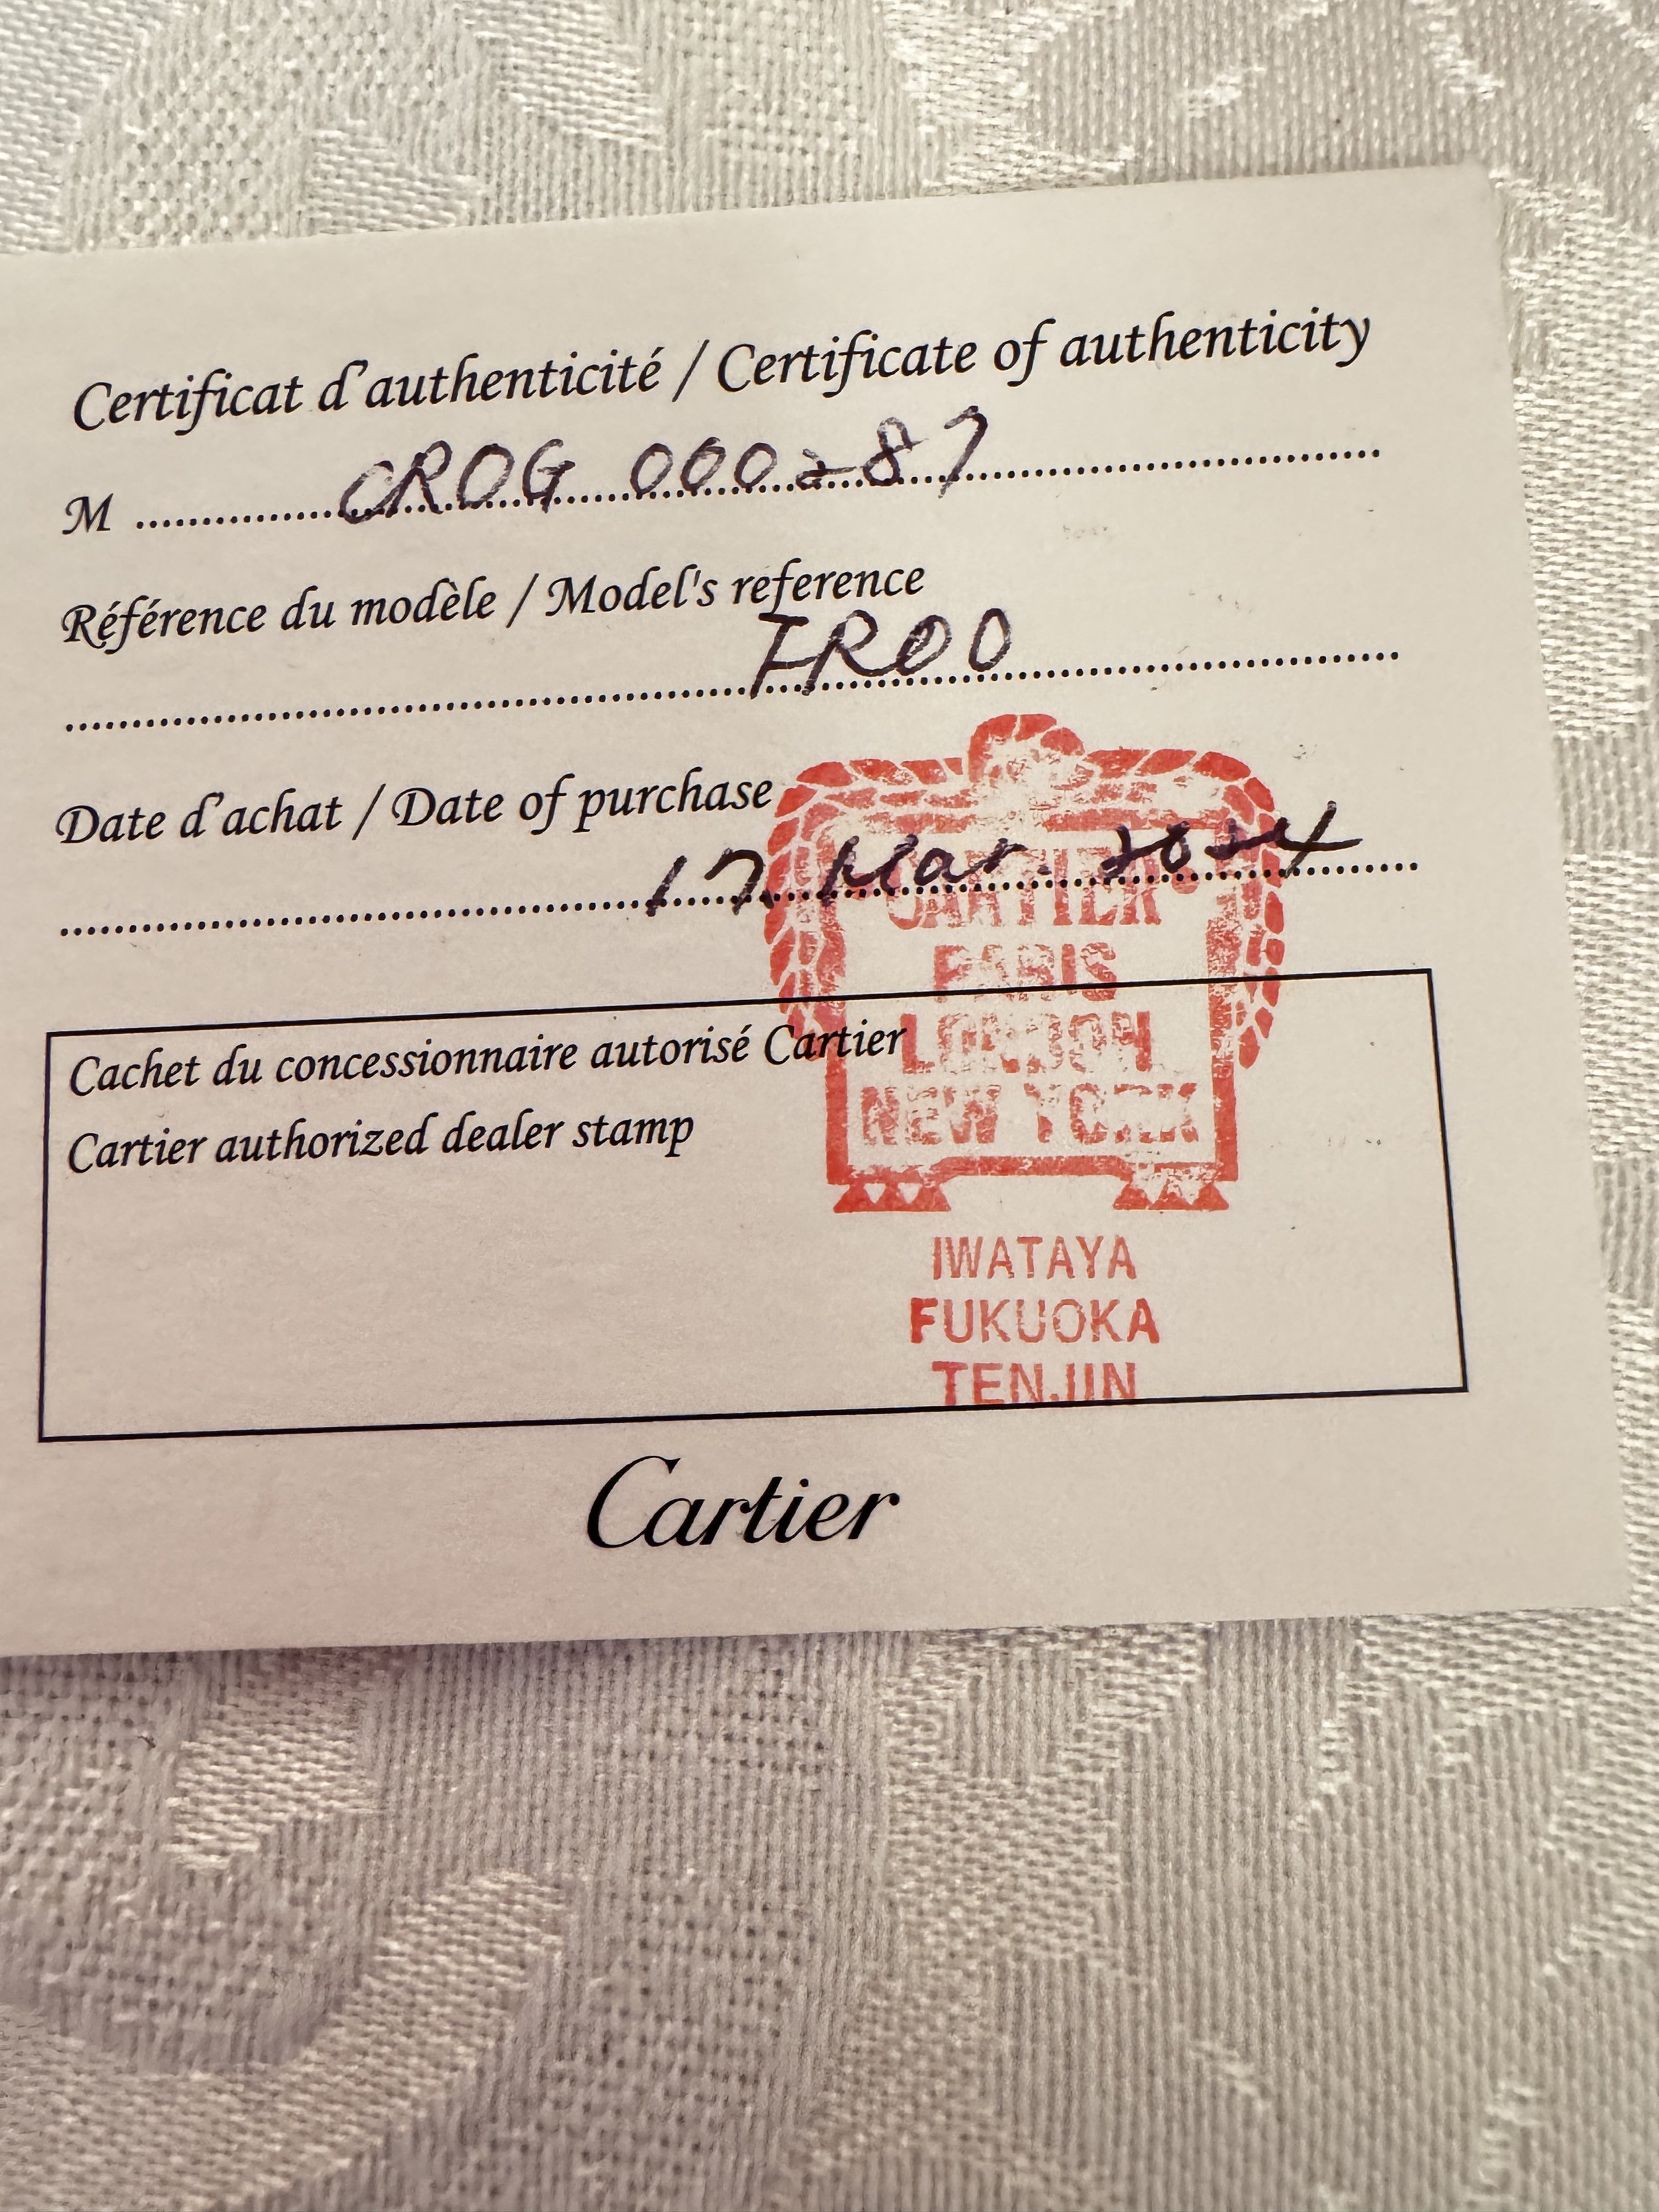 Certificat d'authenticité / Certificate of authenticity
M CROG 000287
Référence du modèle / Model's reference
FR00
Date d'achat / Date of purchase
17 Mar. 2024
CARTIER
PARIS
LONDON
NEW YORK
Cachet du concessionnaire autorisé Cartier
Cartier authorized dealer stamp
IWATAYA
FUKUOKA
TENJIN
Cartier